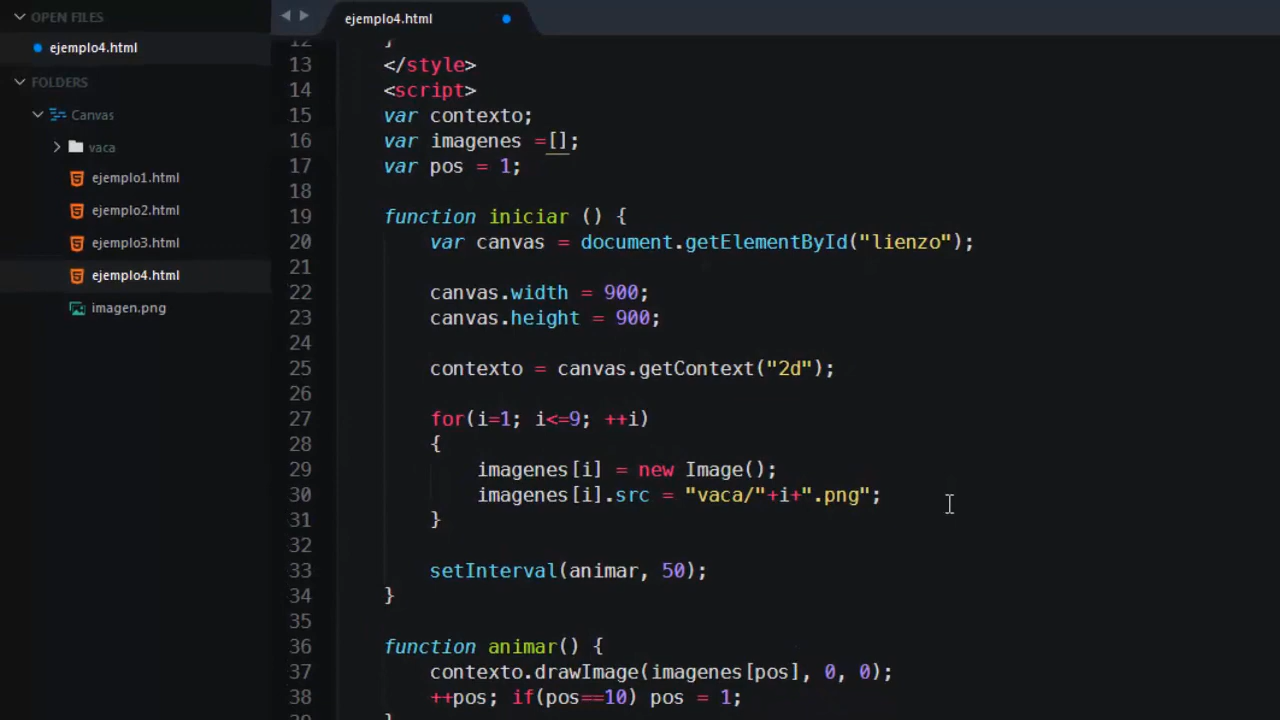 OPEN FILES
ejemplo4.html
FOLDERS
Canvas
vaca
ejemplo1.html
ejemplo2.html
ejemplo3.html
ejemplo4.html
imagen.png
ejemplo4.html
12 }
13 </style>
14 <script>
15 var contexto;
16 var imagenes =[];
17 var pos = 1;
18
19 function iniciar () {
20 var canvas = document.getElementById("lienzo");
21
22 canvas.width = 900;
23 canvas.height = 900;
24
25 contexto = canvas.getContext("2d");
26
27 for(i=1; i<=9; ++i)
28 {
29 imagenes[i] = new Image();
30 imagenes[i].src = "vaca/"+i+".png";
31 }
32
33 setInterval(animar, 50);
34 }
35
36 function animar() {
37 contexto.drawImage(imagenes[pos], 0, 0);
38 ++pos; if(pos==10) pos = 1;
39 }